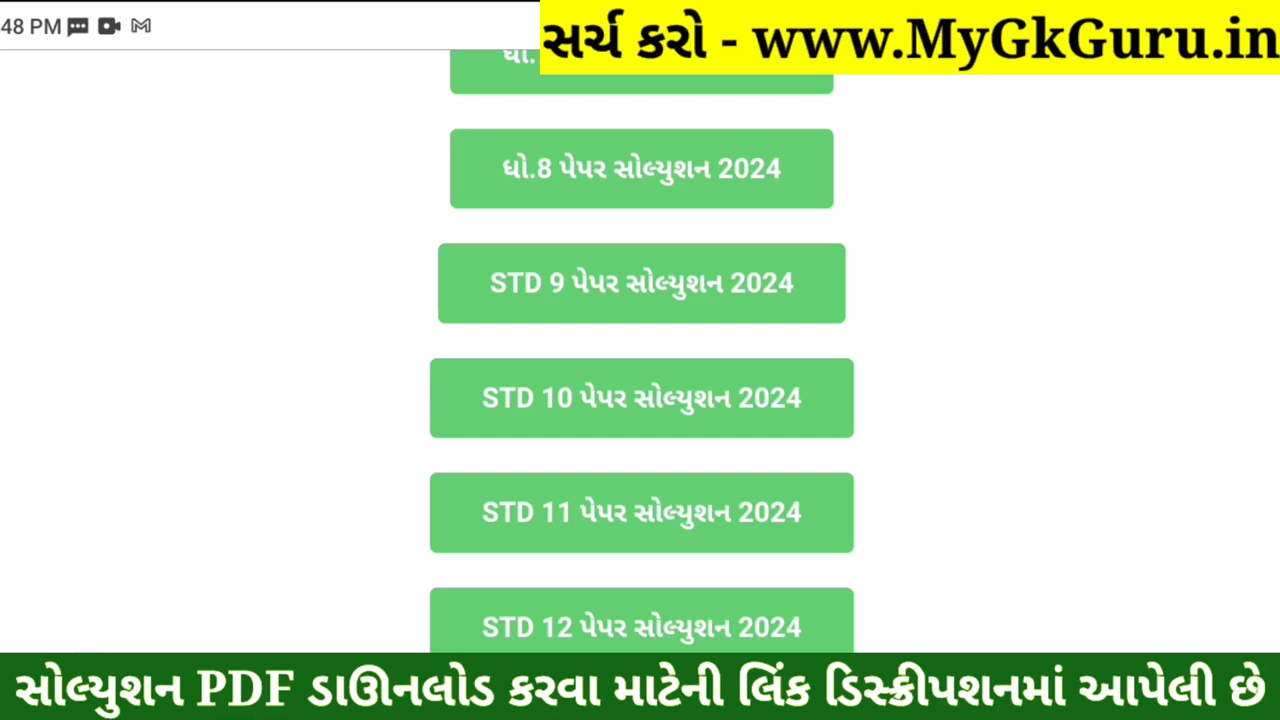 48 PM
સર્ચ કરો - www.MyGkGuru.in
ધો.8 પેપર સોલ્યુશન 2024
STD 9 પેપર સોલ્યુશન 2024
STD 10 પેપર સોલ્યુશન 2024
STD 11 પેપર સોલ્યુશન 2024
STD 12 પેપર સોલ્યુશન 2024
સોલ્યુશન PDF ડાઊનલોડ કરવા માટેની લિંક ડિસ્ક્રીપશનમાં આપેલી છે